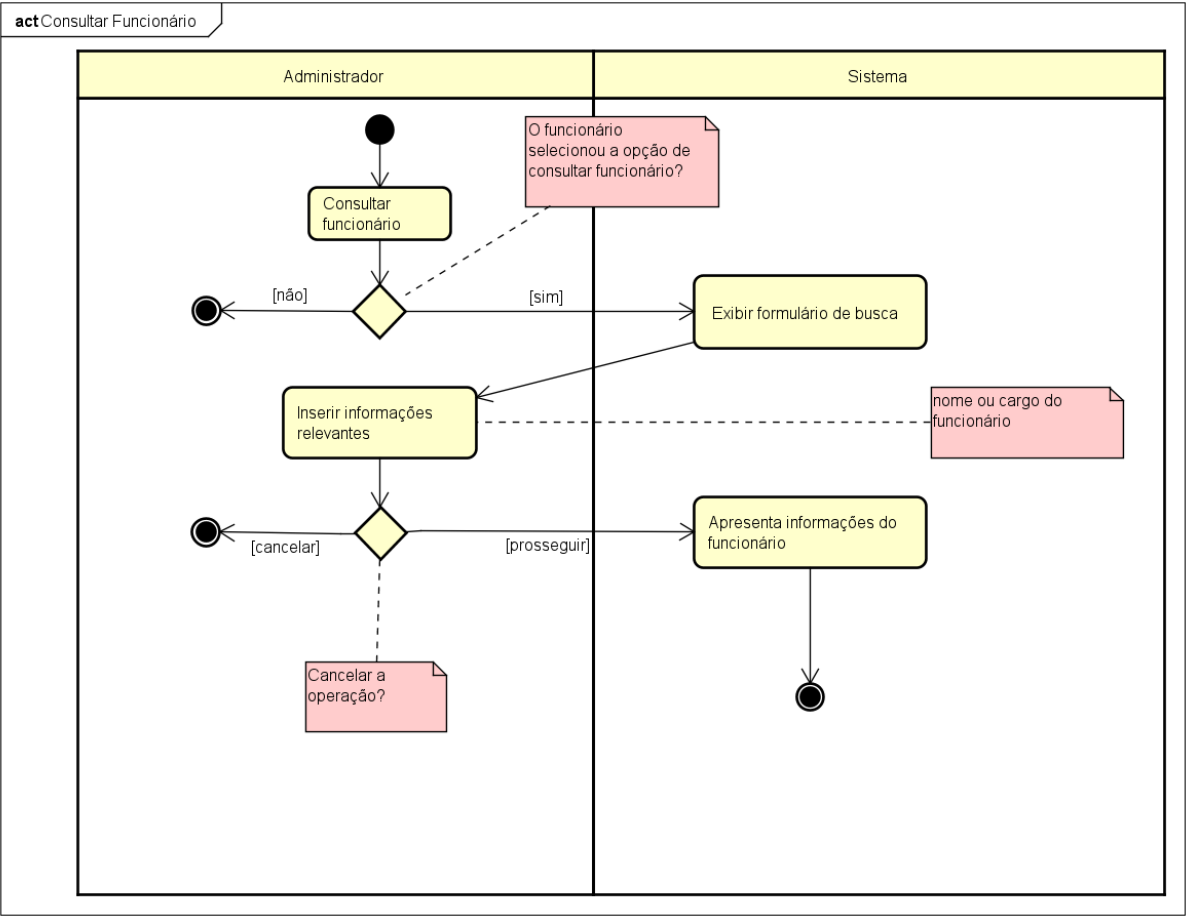 act Consultar Funcionário
Administrador
Sistema
O funcionário
selecionou a opção de
consultar funcionário?
Consultar
funcionário
[não]
[sim]
Exibir formulário de busca
Inserir informações
relevantes
nome ou cargo do
funcionário
Apresenta informações do
funcionário
[cancelar]
[prosseguir]
Cancelar a
operação?